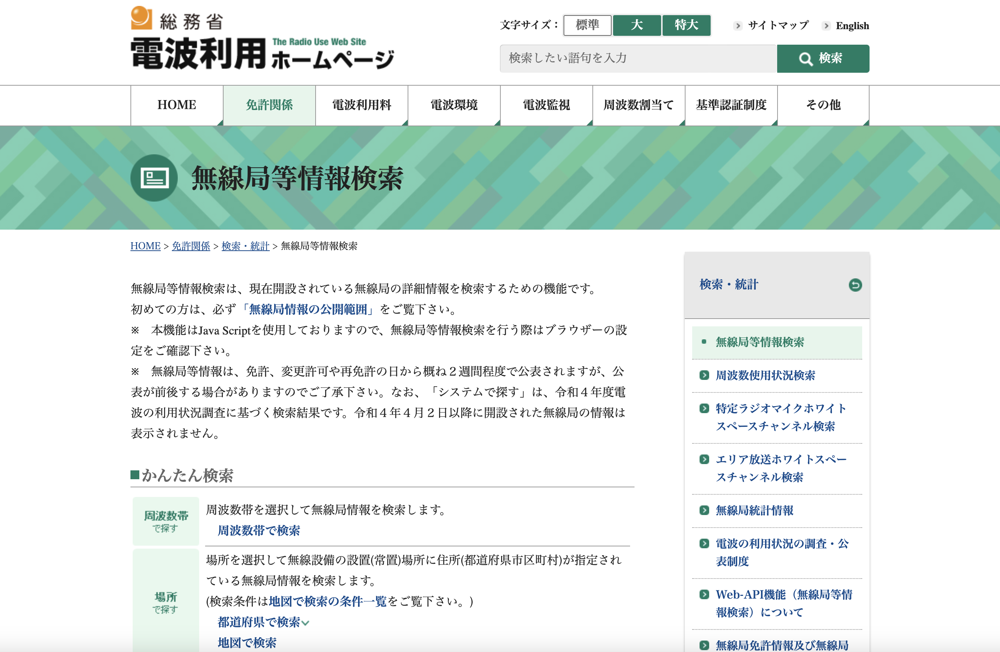 総務省
電波利用 The Radio Use Web Site
ホームページ
文字サイズ： 標準 大 特大 サイトマップ English
検索したい語句を入力 検索
HOME 免許関係 電波利用料 電波環境 電波監視 周波数割当て 基準認証制度 その他
無線局等情報検索
HOME > 免許関係 > 検索・統計 > 無線局等情報検索
無線局等情報検索は、現在開設されている無線局の詳細情報を検索するための機能です。
初めての方は、必ず「無線局情報の公開範囲」をご覧下さい。
※　本機能はJava Scriptを使用しておりますので、無線局等情報検索を行う際はブラウザーの設
定をご確認下さい。
※　無線局等情報は、免許、変更許可や再免許の日から概ね２週間程度で公表されますが、公
表が前後する場合がありますのでご了承下さい。なお、「システムで探す」は、令和４年度電
波の利用状況調査に基づく検索結果です。令和４年４月２日以降に開設された無線局の情報は
表示されません。
■かんたん検索
周波数帯
で探す
周波数帯を選択して無線局情報を検索します。
周波数帯で検索
場所
で探す
場所を選択して無線設備の設置(常置)場所に住所(都道府県市区町村)が指定され
ている無線局情報を検索します。
(検索条件は地図で検索の条件一覧をご覧下さい。)
都道府県で検索
地図で検索
検索・統計
無線局等情報検索
周波数使用状況検索
特定ラジオマイクホワイト
スペースチャンネル検索
エリア放送ホワイトスペー
スチャンネル検索
無線局統計情報
電波の利用状況の調査・公
表制度
Web-API機能（無線局等情
報検索）について
無線局免許情報及び無線局